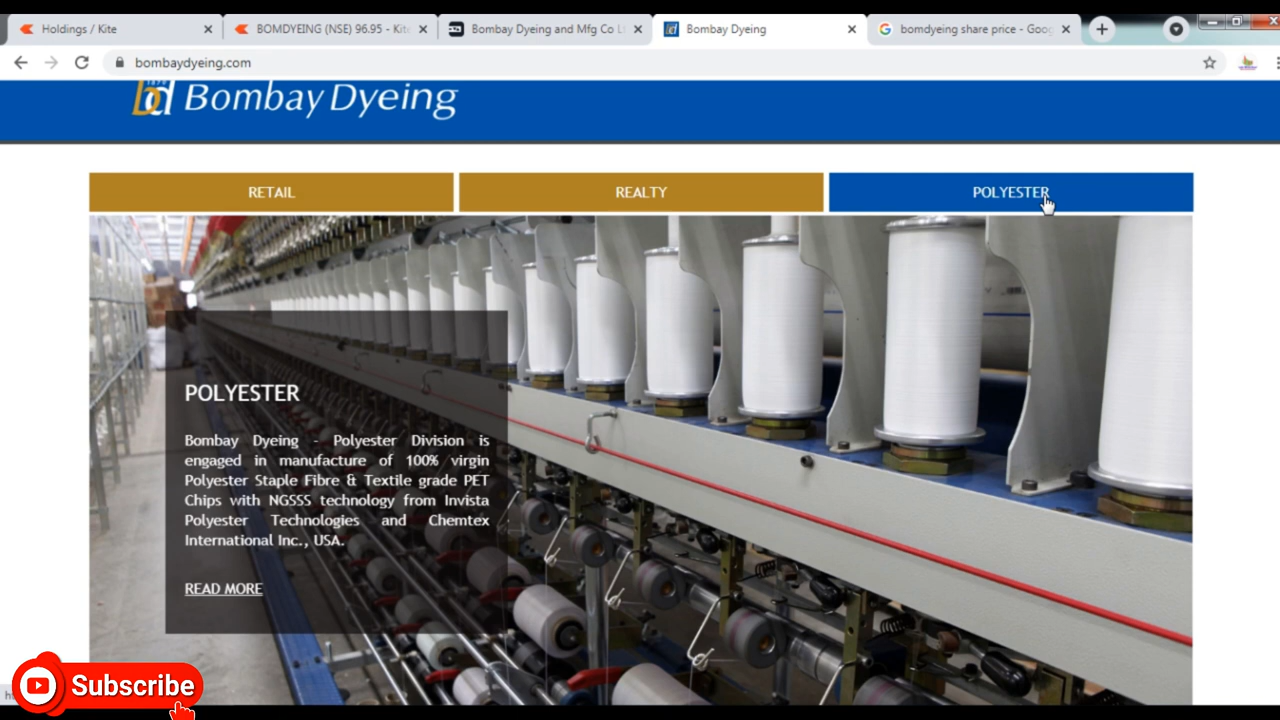 Holdings / Kite
BOMDYEING (NSE) 96.95 - Kite
Bombay Dyeing and Mfg Co L
Bombay Dyeing
bomdyeing share price - Goog
bombaydyeing.com
bd Bombay Dyeing
RETAIL
REALTY
POLYESTER
POLYESTER
Bombay Dyeing - Polyester Division is
engaged in manufacture of 100% virgin
Polyester Staple Fibre & Textile grade PET
Chips with NGSSS technology from Invista
Polyester Technologies and Chemtex
International Inc., USA.
READ MORE
Subscribe